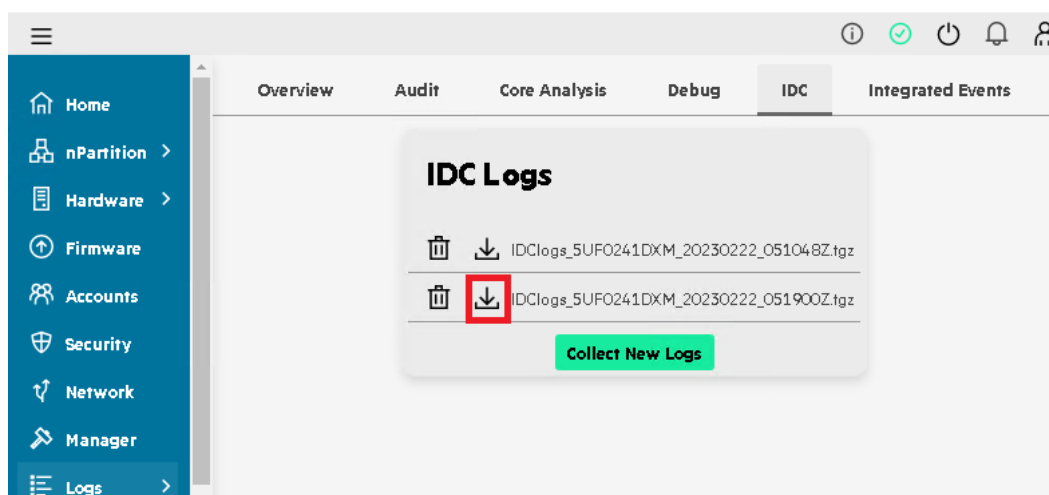 Home
nPartition
Hardware
Firmware
Accounts
Security
Network
Manager
Logs
Overview Audit Core Analysis Debug IDC Integrated Events
IDC Logs
IDClogs_5UF0241DXM_20230222_051048Z.tgz
IDClogs_5UF0241DXM_20230222_051900Z.tgz
Collect New Logs